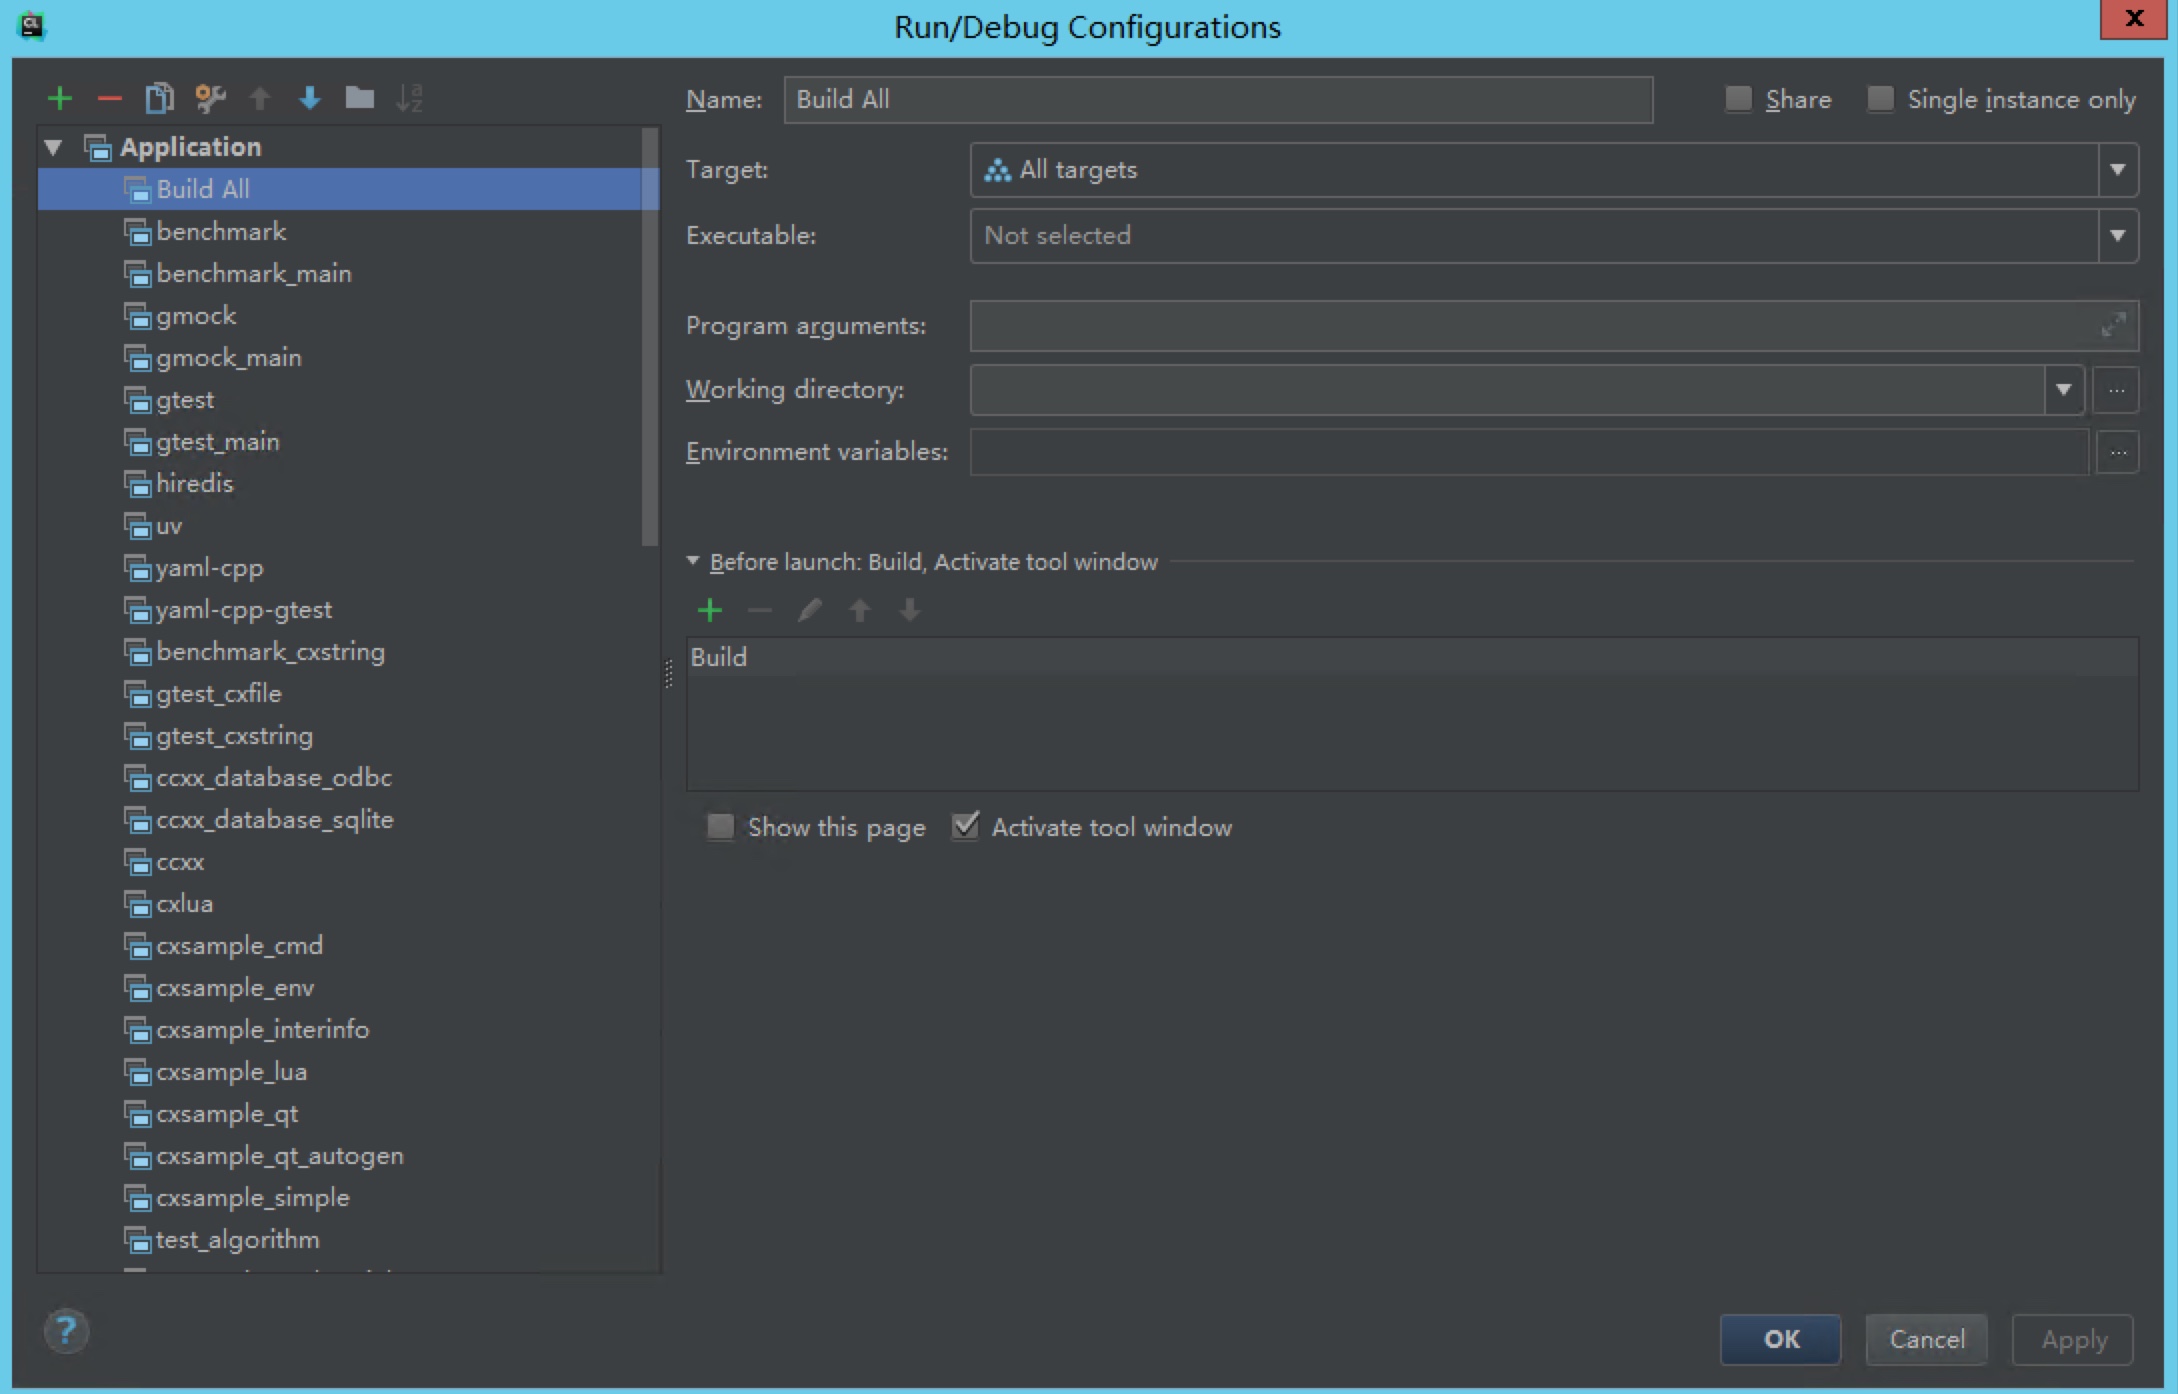 Run/Debug Configurations
x
CL
Name: Build All
Share
Single instance only
Application
Build All
benchmark
benchmark_main
gmock
gmock_main
gtest
gtest_main
hiredis
uv
yaml-cpp
yaml-cpp-gtest
benchmark_cxstring
gtest_cxfile
gtest_cxstring
ccxx_database_odbc
ccxx_database_sqlite
ccxx
cxlua
cxsample_cmd
cxsample_env
cxsample_interinfo
cxsample_lua
cxsample_qt
cxsample_qt_autogen
cxsample_simple
test_algorithm
Target: All targets
Executable: Not selected
Program arguments:
Working directory: ...
Environment variables: ...
Before launch: Build, Activate tool window
Build
Show this page
Activate tool window
?
OK
Cancel
Apply